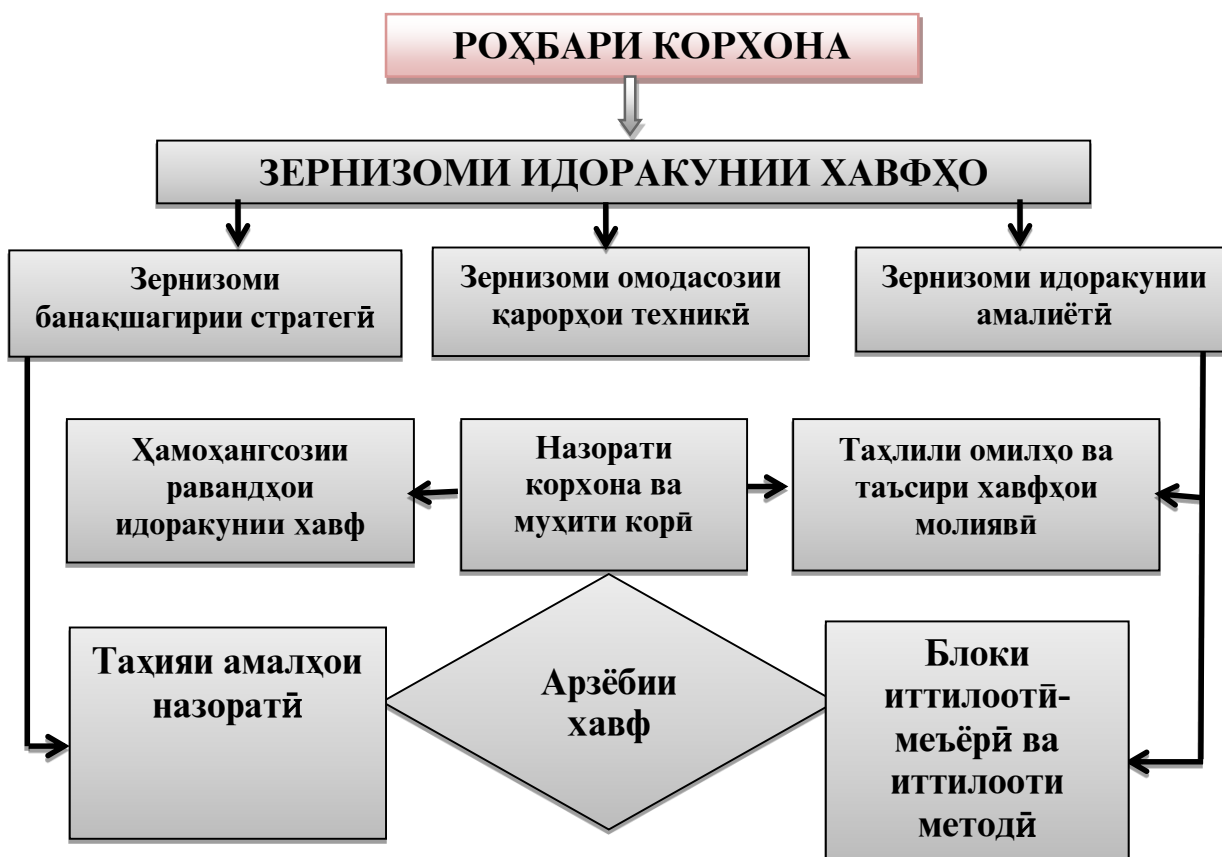 РОҲБАРИ КОРХОНА
ЗЕРНИЗОМИ ИДОРАКУНИИ ХАВФҲО
Зернизоми
банақшагирии стратегӣ
Зернизоми омодасозии
қарорҳои техникӣ
Зернизоми идоракунии
амалиётӣ
Ҳамоҳангсозии
равандҳои
идоракунии хавф
Назорати
корхона ва
муҳити корӣ
Таҳлили омилҳо ва
таъсири хавфҳои
молиявӣ
Таҳияи амалҳои
назоратӣ
Арзёбии
хавф
Блоки
иттилоотӣ-
меъёрӣ ва
иттилооти
методӣ